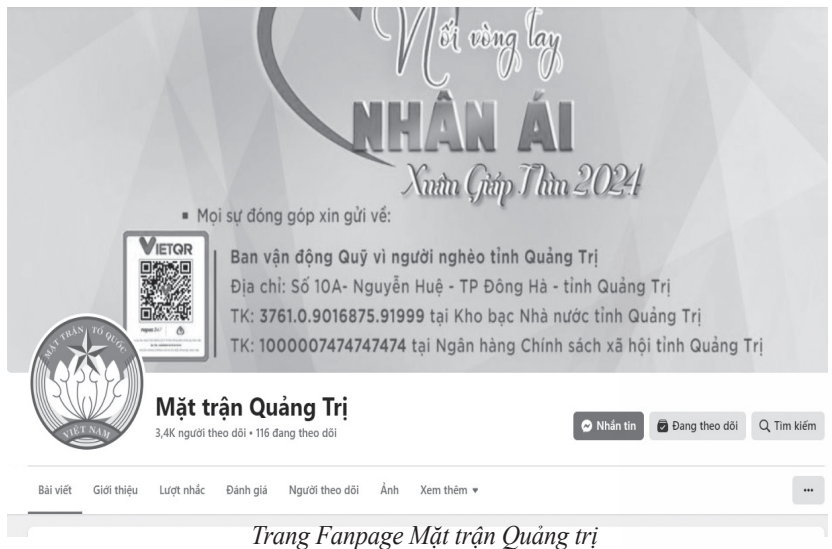 Nối vòng tay
NHÂN ÁI
Xuân Giáp Thìn 2024
▪ Mọi sự đóng góp xin gửi về:
VIETQR
Ban vận động Quỹ vì người nghèo tỉnh Quảng Trị
Địa chỉ: Số 10A- Nguyễn Huệ - TP Đông Hà - tỉnh Quảng Trị
TK: 3761.0.9016875.91999 tại Kho bạc Nhà nước tỉnh Quảng Trị
TK: 1000007474747474 tại Ngân hàng Chính sách xã hội tỉnh Quảng Trị
MẶT TRẬN TỔ QUỐC
VIỆT NAM
Mặt trận Quảng Trị
3,4K người theo dõi • 116 đang theo dõi
Nhắn tin Đang theo dõi Tìm kiếm
Bài viết Giới thiệu Lượt nhắc Đánh giá Người theo dõi Ảnh Xem thêm ▾ ...
Trang Fanpage Mặt trận Quảng trị